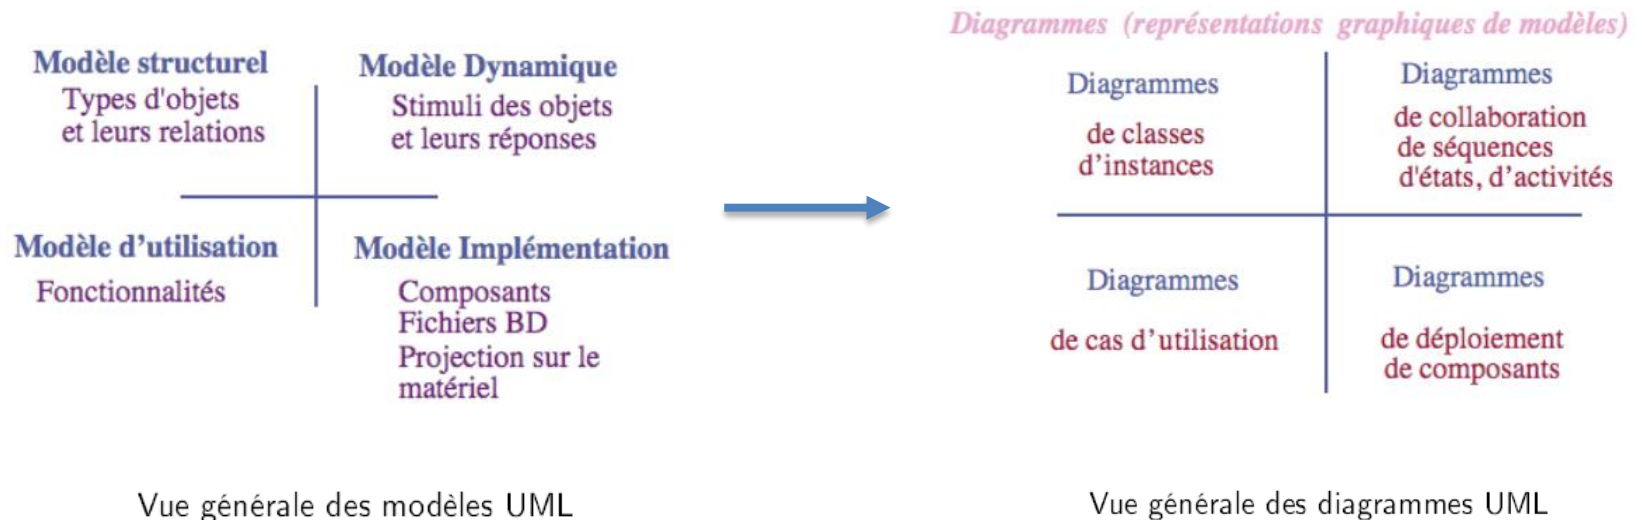 Modèle structurel
Types d'objets
et leurs relations
Modèle Dynamique
Stimuli des objets
et leurs réponses
Modèle d’utilisation
Fonctionnalités
Modèle Implémentation
Composants
Fichiers BD
Projection sur le
matériel
Vue générale des modèles UML
Diagrammes (représentations graphiques de modèles)
Diagrammes
de classes
d’instances
Diagrammes
de collaboration
de séquences
d'états, d’activités
Diagrammes
de cas d’utilisation
Diagrammes
de déploiement
de composants
Vue générale des diagrammes UML